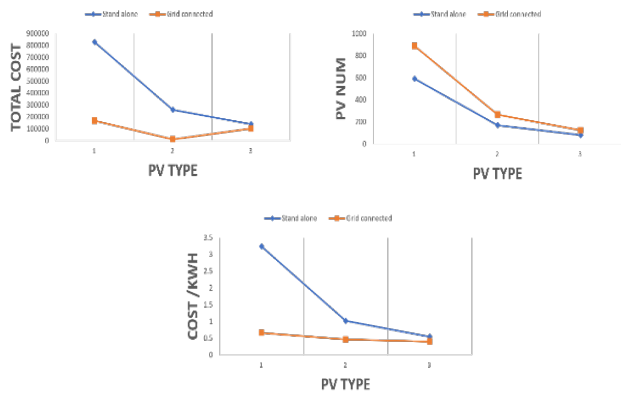 Stand alone Grid connected
TOTAL COST
900000
800000
700000
600000
500000
400000
300000
200000
100000
0
1 2 3
PV TYPE
Stand alone Grid connected
PV NUM
1000
800
600
400
200
0
1 2 3
PV TYPE
Stand alone Grid connected
COST /KWH
3.5
3
2.5
2
1.5
1
0.5
0
1 2 3
PV TYPE